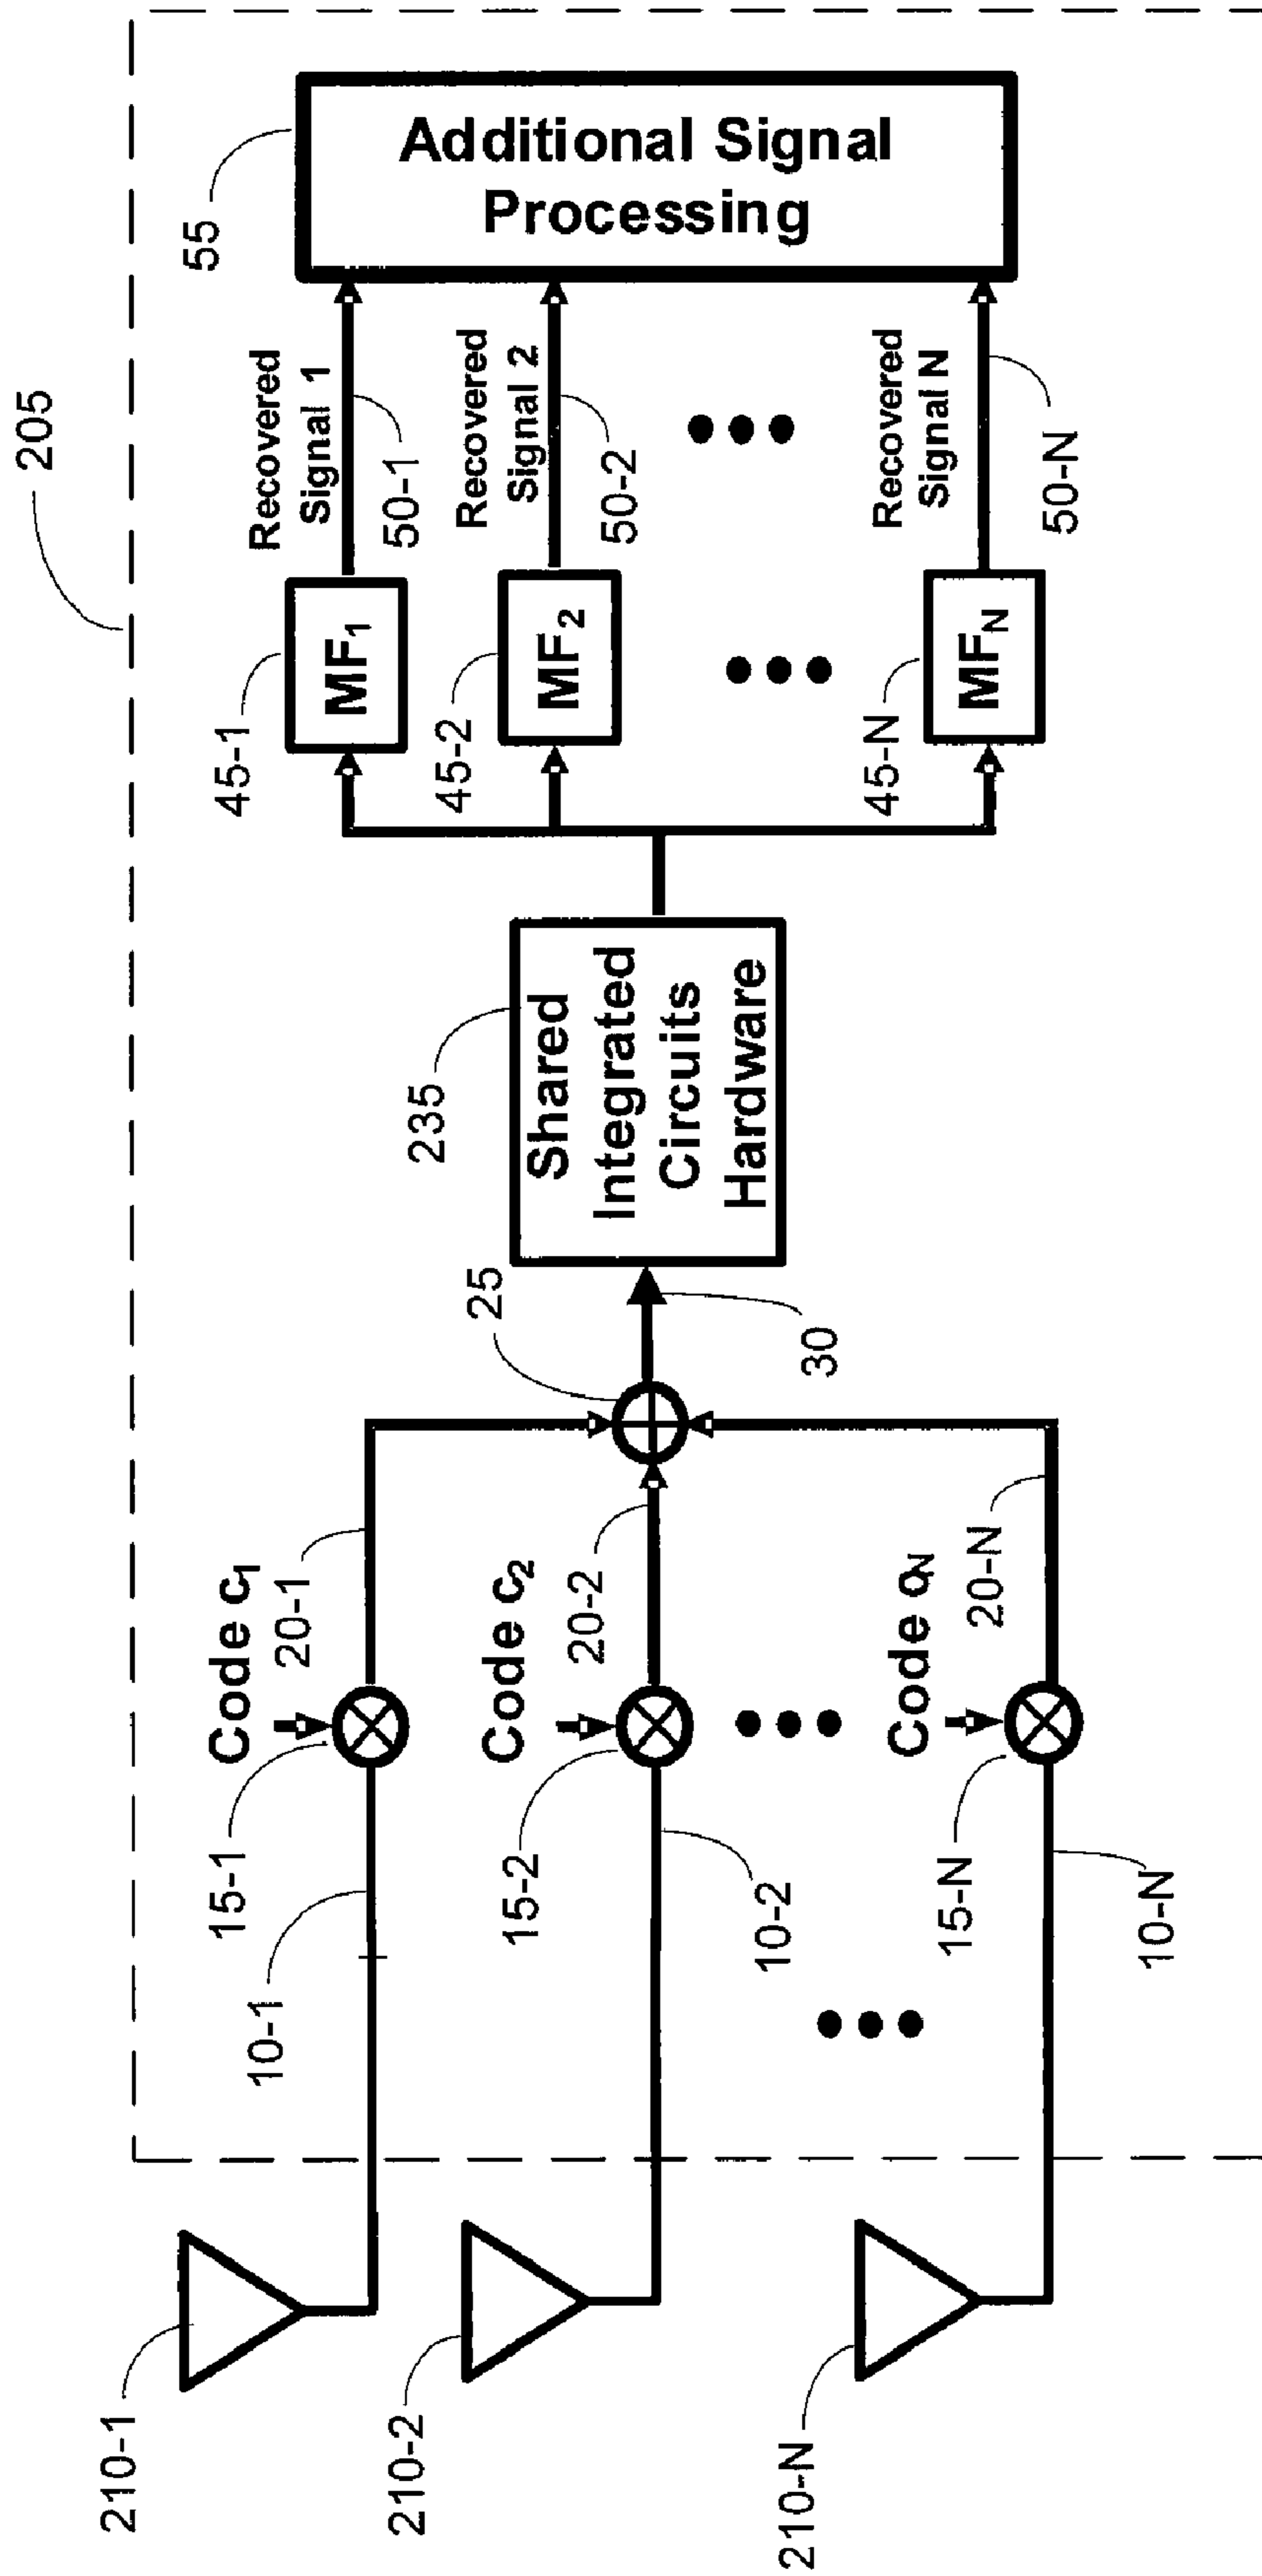 205
210-1
10-1
15-1
Code c1
20-1
210-2
10-2
15-2
Code c2
20-2
210-N
10-N
15-N
Code cN
20-N
25
30
235
Shared
Integrated
Circuits
Hardware
45-1
MF1
Recovered
Signal 1
50-1
45-2
MF2
Recovered
Signal 2
50-2
45-N
MFN
Recovered
Signal N
50-N
55
Additional Signal
Processing